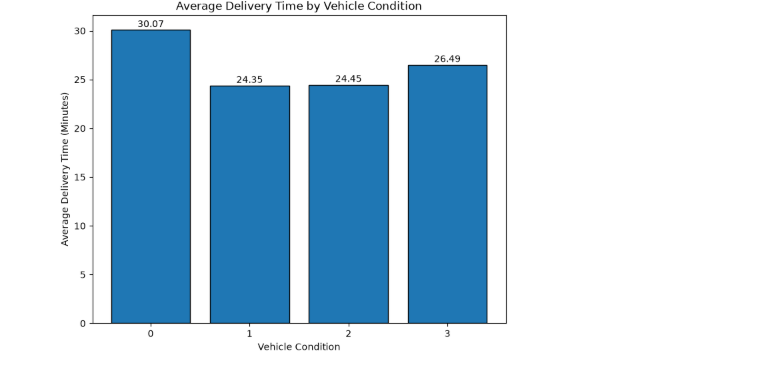 Average Delivery Time by Vehicle Condition
30.07
24.35
24.45
26.49
Average Delivery Time (Minutes)
30
25
20
15
10
5
0
0 1 2 3
Vehicle Condition